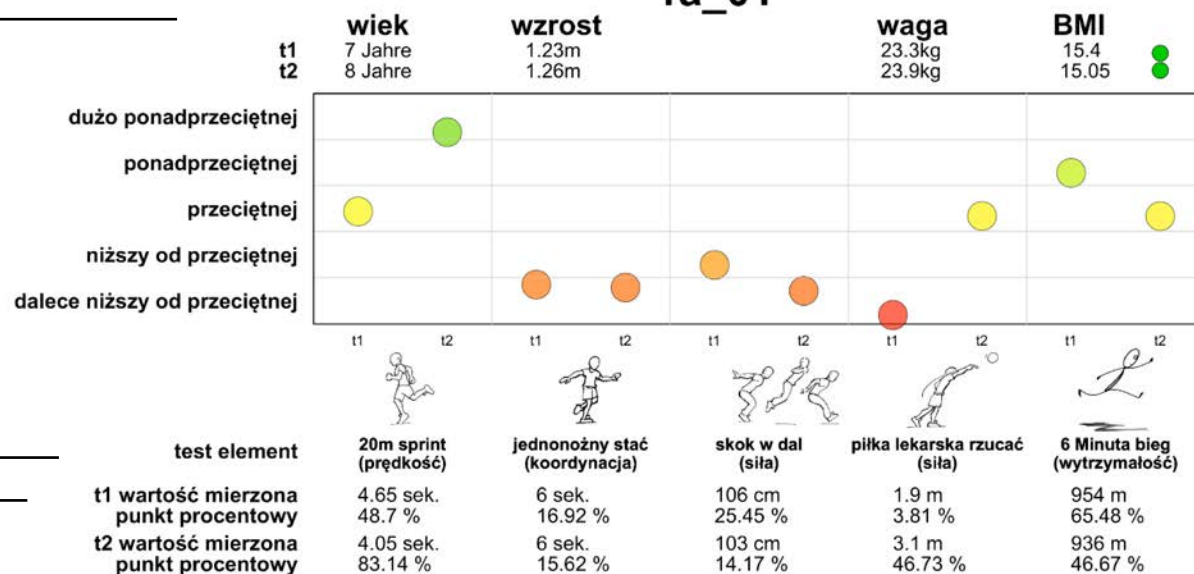 wiek wzrost waga BMI
t1 7 Jahre 1.23m 23.3kg 15.4
t2 8 Jahre 1.26m 23.9kg 15.05
dużo ponadprzeciętnej
ponadprzeciętnej
przeciętnej
niższy od przeciętnej
dalece niższy od przeciętnej
t1 t2 t1 t2 t1 t2 t1 t2 t1 t2
test element 20m sprint jednonożny stać skok w dal piłka lekarska rzucać 6 Minuta bieg
(prędkość) (koordynacja) (siła) (siła) (wytrzymałość)
t1 wartość mierzona 4.65 sek. 6 sek. 106 cm 1.9 m 954 m
punkt procentowy 48.7 % 16.92 % 25.45 % 3.81 % 65.48 %
t2 wartość mierzona 4.05 sek. 6 sek. 103 cm 3.1 m 936 m
punkt procentowy 83.14 % 15.62 % 14.17 % 46.73 % 46.67 %